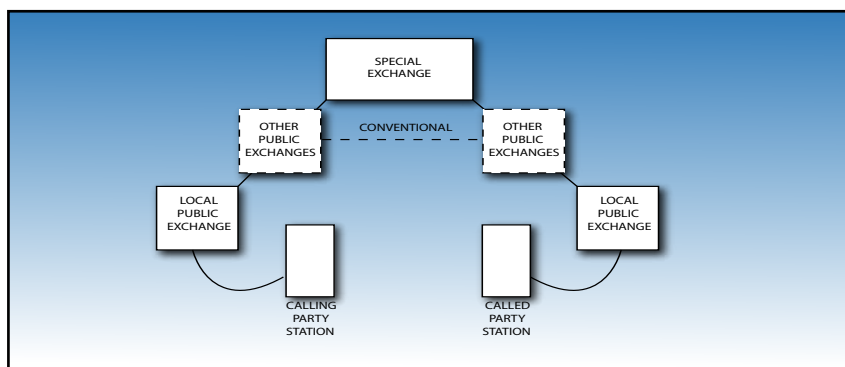 SPECIAL
EXCHANGE
OTHER
PUBLIC
EXCHANGES
CONVENTIONAL
OTHER
PUBLIC
EXCHANGES
LOCAL
PUBLIC
EXCHANGE
LOCAL
PUBLIC
EXCHANGE
CALLING
PARTY
STATION
CALLED
PARTY
STATION